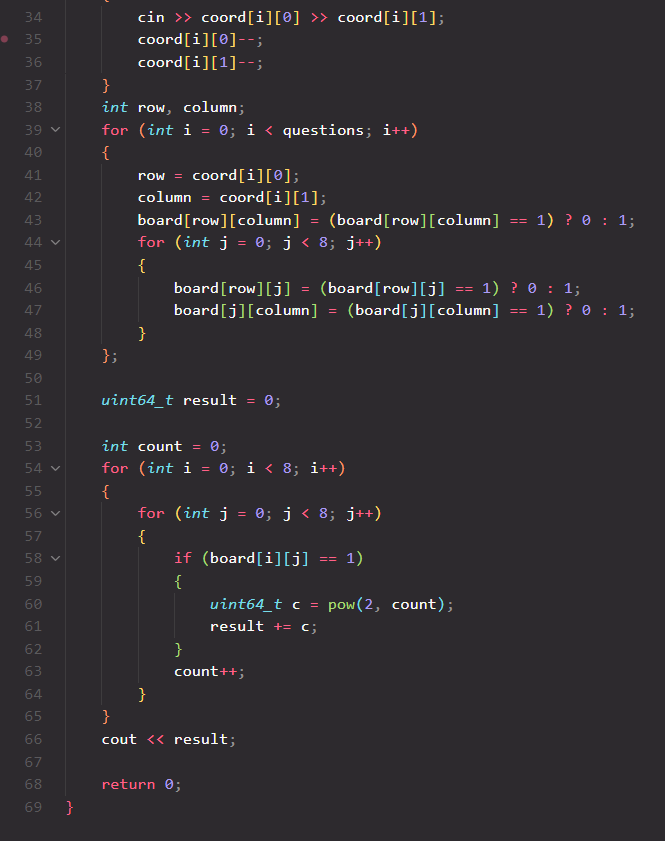 34 cin >> coord[i][0] >> coord[i][1];
35 coord[i][0]--;
36 coord[i][1]--;
37 }
38 int row, column;
39 for (int i = 0; i < questions; i++)
40 {
41 row = coord[i][0];
42 column = coord[i][1];
43 board[row][column] = (board[row][column] == 1) ? 0 : 1;
44 for (int j = 0; j < 8; j++)
45 {
46 board[row][j] = (board[row][j] == 1) ? 0 : 1;
47 board[j][column] = (board[j][column] == 1) ? 0 : 1;
48 }
49 };
50
51 uint64_t result = 0;
52
53 int count = 0;
54 for (int i = 0; i < 8; i++)
55 {
56 for (int j = 0; j < 8; j++)
57 {
58 if (board[i][j] == 1)
59 {
60 uint64_t c = pow(2, count);
61 result += c;
62 }
63 count++;
64 }
65 }
66 cout << result;
67
68 return 0;
69 }